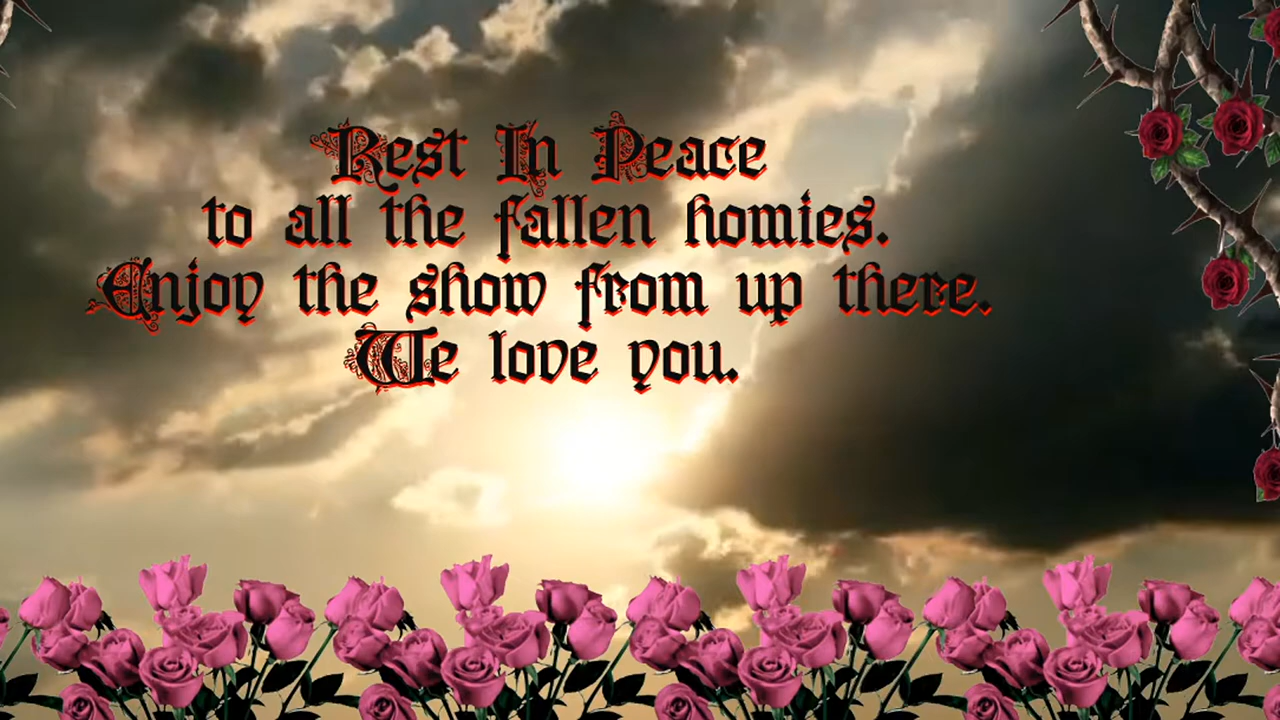 Rest In Peace
to all the fallen homies.
Enjoy the show from up there.
We love you.